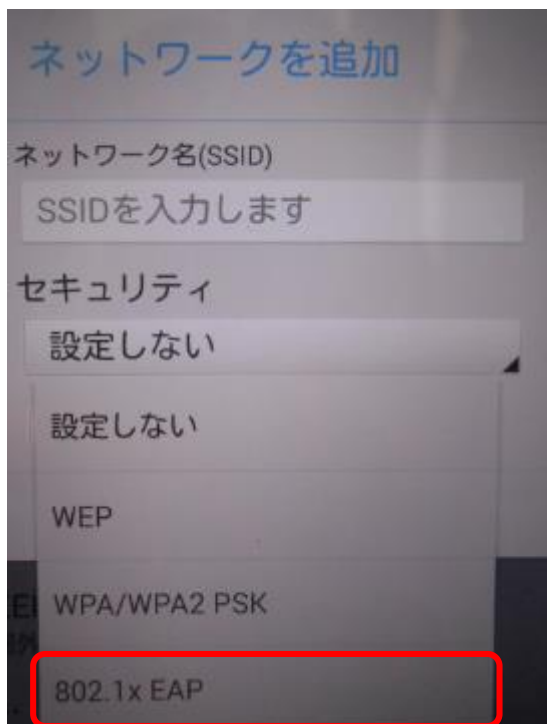 ネットワークを追加
ネットワーク名(SSID)
SSIDを入力します
セキュリティ
設定しない
設定しない
WEP
WPA/WPA2 PSK
802.1x EAP